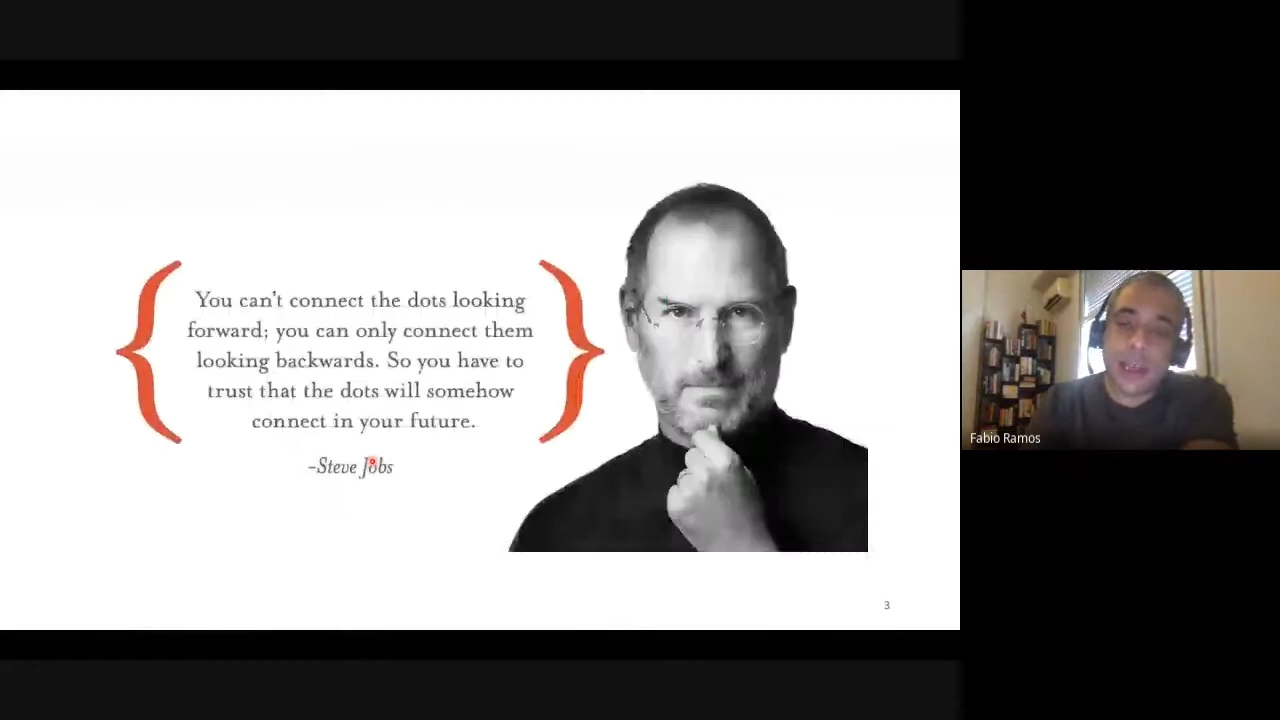 You can't connect the dots looking
forward; you can only connect them
looking backwards. So you have to
trust that the dots will somehow
connect in your future.
-Steve Jobs
3
Fabio Ramos